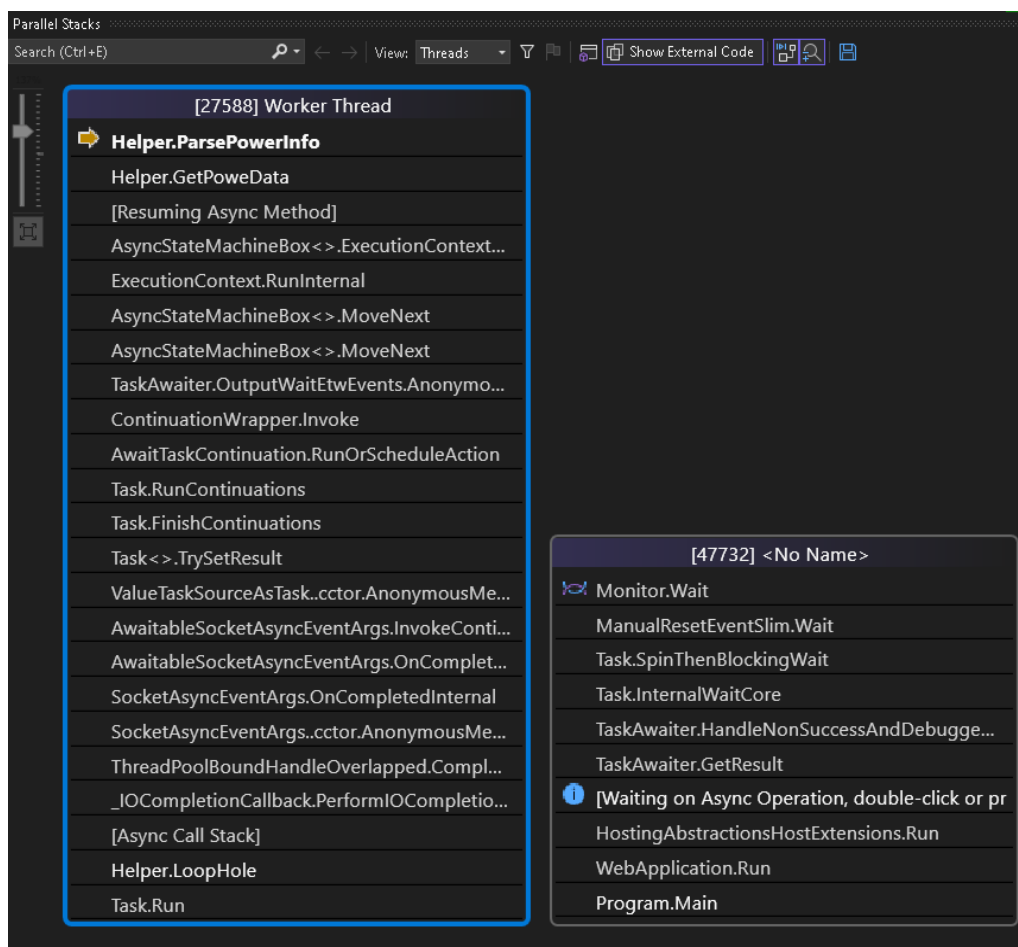 Parallel Stacks
Search (Ctrl+E) View: Threads Show External Code
[27588] Worker Thread
Helper.ParsePowerInfo
Helper.GetPoweData
[Resuming Async Method]
AsyncStateMachineBox<>.ExecutionContext...
ExecutionContext.RunInternal
AsyncStateMachineBox<>.MoveNext
AsyncStateMachineBox<>.MoveNext
TaskAwaiter.OutputWaitEtwEvents.Anonymo...
ContinuationWrapper.Invoke
AwaitTaskContinuation.RunOrScheduleAction
Task.RunContinuations
Task.FinishContinuations
Task<>.TrySetResult
ValueTaskSourceAsTask..cctor.AnonymousMe...
AwaitableSocketAsyncEventArgs.InvokeConti...
AwaitableSocketAsyncEventArgs.OnComplet...
SocketAsyncEventArgs.OnCompletedInternal
SocketAsyncEventArgs..cctor.AnonymousMe...
ThreadPoolBoundHandleOverlapped.Compl...
_IOCompletionCallback.PerformIOCompletio...
[Async Call Stack]
Helper.LoopHole
Task.Run
[47732] <No Name>
Monitor.Wait
ManualResetEventSlim.Wait
Task.SpinThenBlockingWait
Task.InternalWaitCore
TaskAwaiter.HandleNonSuccessAndDebugge...
TaskAwaiter.GetResult
[Waiting on Async Operation, double-click or pr
HostingAbstractionsHostExtensions.Run
WebApplication.Run
Program.Main